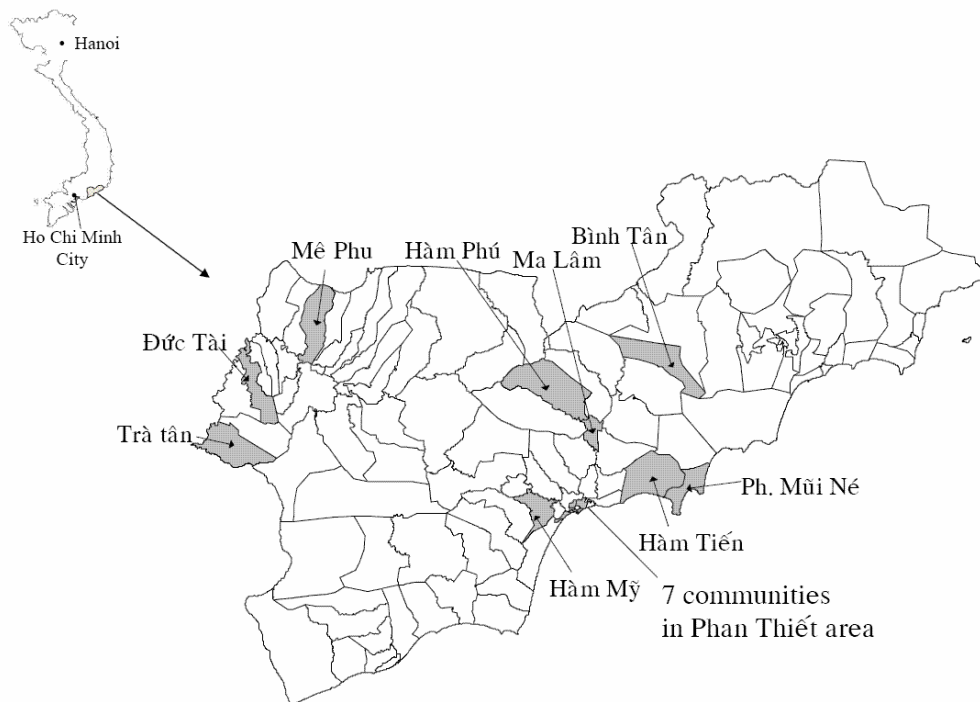 Hanoi
Ho Chi Minh
City
Mê Phu
Hàm Phú
Ma Lâm
Bình Tân
Đức Tài
Trà tân
Ph. Mũi Né
Hàm Tiến
Hàm Mỹ
7 communities
in Phan Thiết area